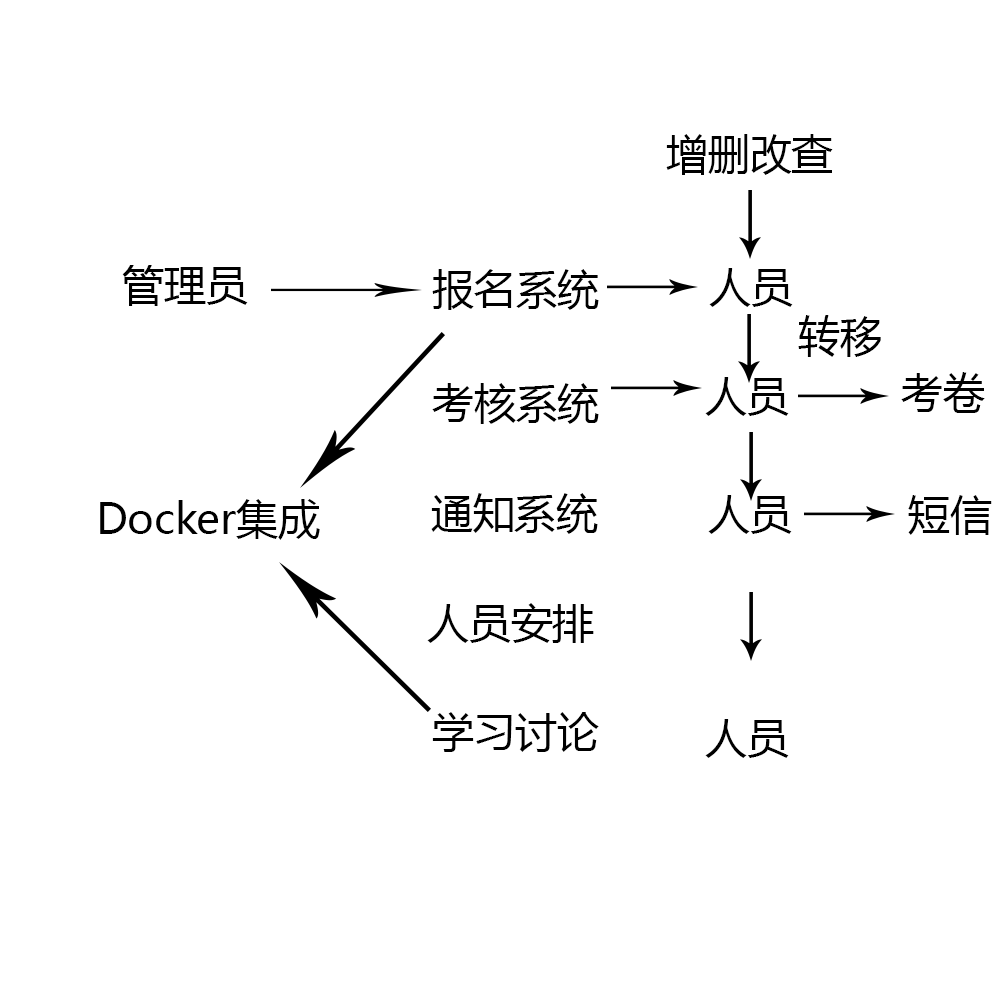 增删改查
管理员
报名系统
人员
转移
考核系统
人员
考卷
Docker集成
通知系统
人员
短信
人员安排
学习讨论
人员